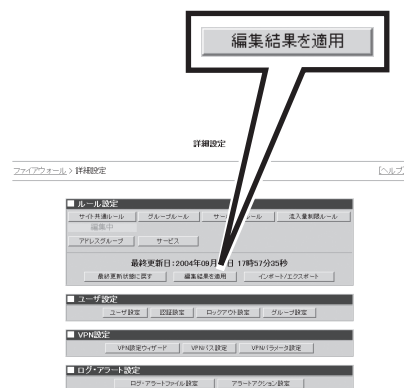 編集結果を適用
詳細設定
ファイアウォール > 詳細設定 [ヘルプ]
■ ルール設定
サイト共通ルール グループルール サー ルール 流入量制限ルール
編集中
アドレスグループ サービス
最終更新日:2004年09月 日 17時57分35秒
最終更新状態に戻す 編集結果を適用 インポート/エクスポート
■ ユーザ設定
ユーザ設定 認証設定 ロックアウト設定 グループ設定
■ VPN設定
VPN設定ウィザード VPNパス設定 VPNパラメータ設定
■ ログ・アラート設定
ログ・アラートファイル設定 アラートアクション設定